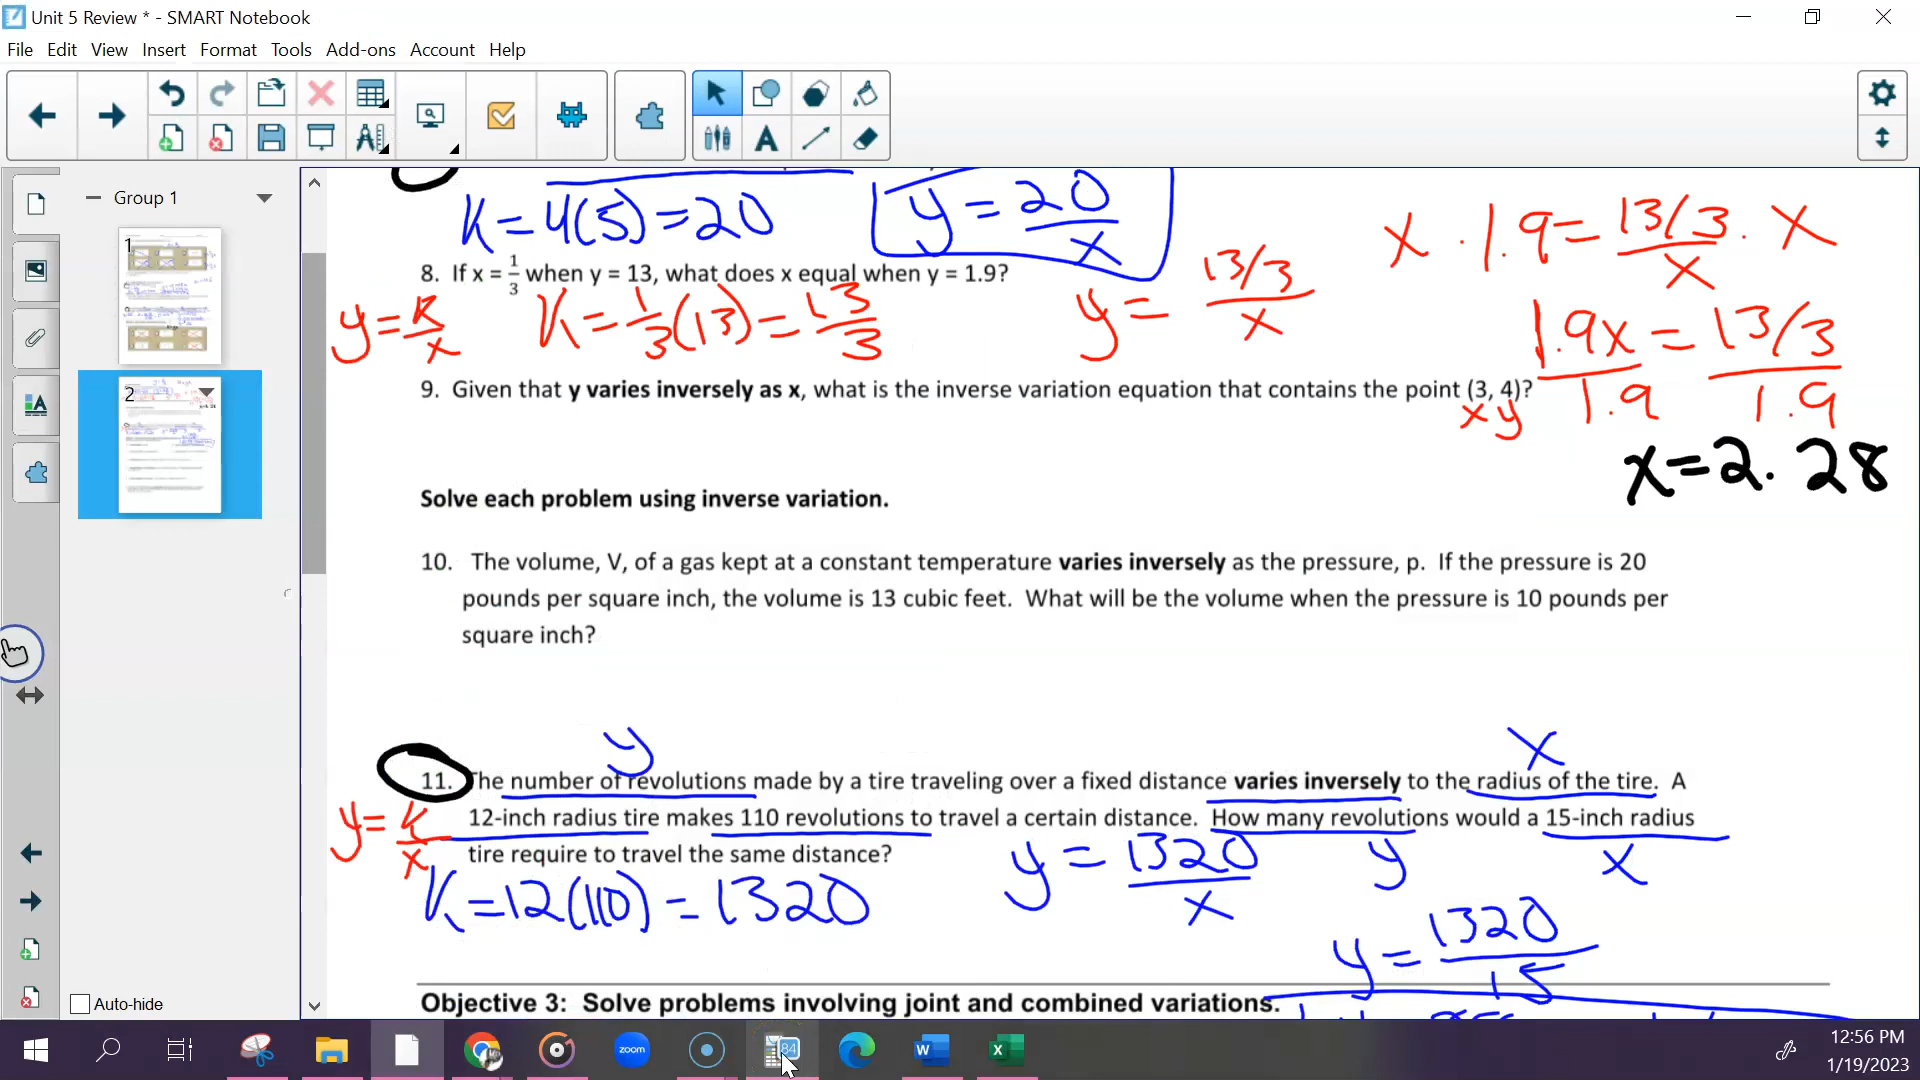 Unit 5 Review * - SMART Notebook
File Edit View Insert Format Tools Add-ons Account Help
Group 1
1
2
K=4(5)=20
y=20/x
x·1.9=13/3/x·x
8. If x = 1/3 when y = 13, what does x equal when y = 1.9?
y=K/x K=1/3(13)=13/3
y=13/3/x
1.9x=13/3
1.9 1.9
9. Given that y varies inversely as x, what is the inverse variation equation that contains the point (3, 4)?
x y
x=2.28
Solve each problem using inverse variation.
10. The volume, V, of a gas kept at a constant temperature varies inversely as the pressure, p. If the pressure is 20
pounds per square inch, the volume is 13 cubic feet. What will be the volume when the pressure is 10 pounds per
square inch?
y x
11. The number of revolutions made by a tire traveling over a fixed distance varies inversely to the radius of the tire. A
12-inch radius tire makes 110 revolutions to travel a certain distance. How many revolutions would a 15-inch radius
tire require to travel the same distance?
y=K/x
y=1320/x
y x
K=12(110)=1320
y=1320/15
Objective 3: Solve problems involving joint and combined variations.
Auto-hide
zoom
84
12:56 PM
1/19/2023